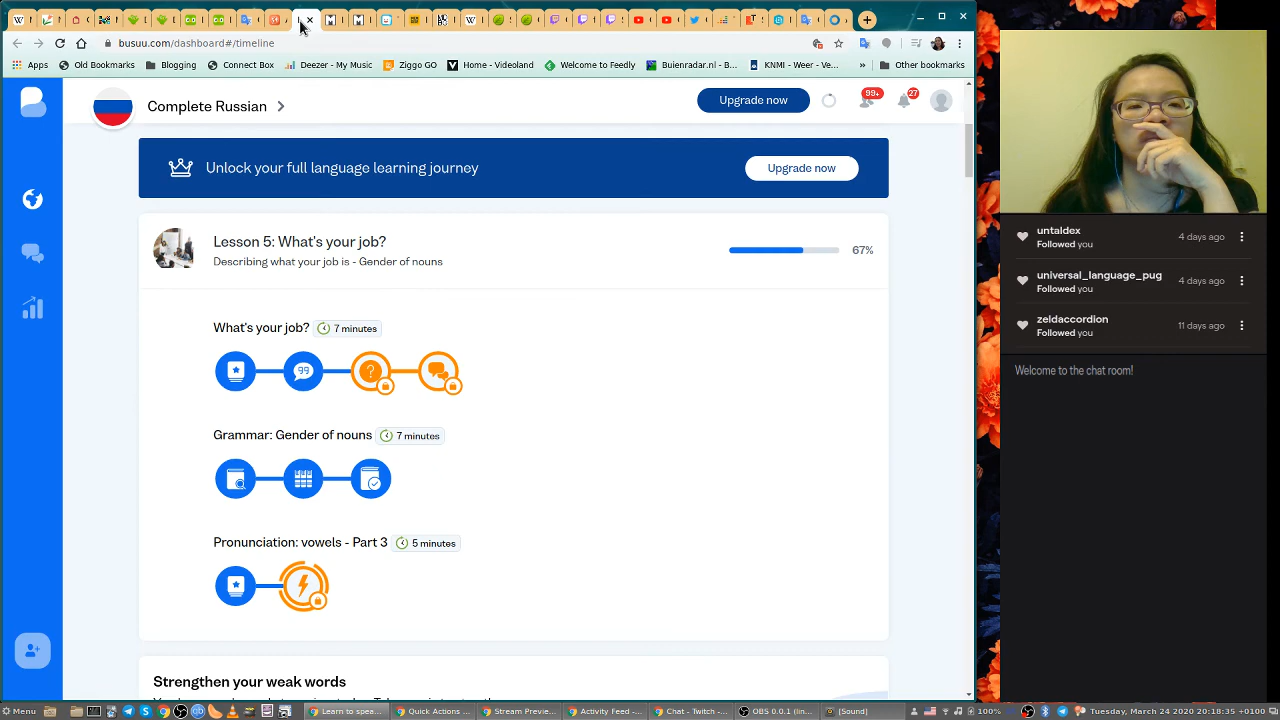 busuu.com/dashboard#/timeline
Apps
Old Bookmarks
Blogging
Connect Box
Deezer - My Music
Ziggo GO
Home - Videoland
Welcome to Feedly
Buienradar.nl - B...
KNMI - Weer - Ve...
»
Other bookmarks
Complete Russian
Upgrade now
99+
27
Unlock your full language learning journey
Upgrade now
Lesson 5: What's your job?
Describing what your job is - Gender of nouns
67%
What's your job? 7 minutes
Grammar: Gender of nouns 7 minutes
Pronunciation: vowels - Part 3 5 minutes
Strengthen your weak words
untaldex
Followed you
4 days ago
universal_language_pug
Followed you
4 days ago
zeldaccordion
Followed you
11 days ago
Welcome to the chat room!
Menu
Learn to spea...
Quick Actions ...
Stream Previe...
Activity Feed -...
Chat - Twitch -...
OBS 0.0.1 (linu...
[Sound]
100%
Tuesday, March 24 2020, 20:18:35 +0100